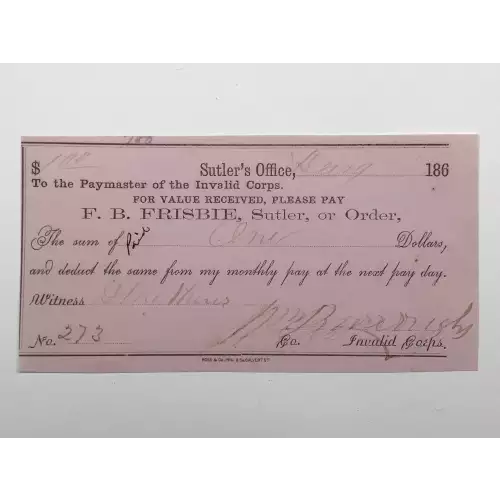 100
$ 1 00 Sutler's Office, 186
To the Paymaster of the Invalid Corps.
FOR VALUE RECEIVED, PLEASE PAY
F. B. FRISBIE, Sutler, or Order,
The sum of One Dollars,
and deduct the same from my monthly pay at the next pay day.
Witness
No. 273 Co. Invalid Corps.